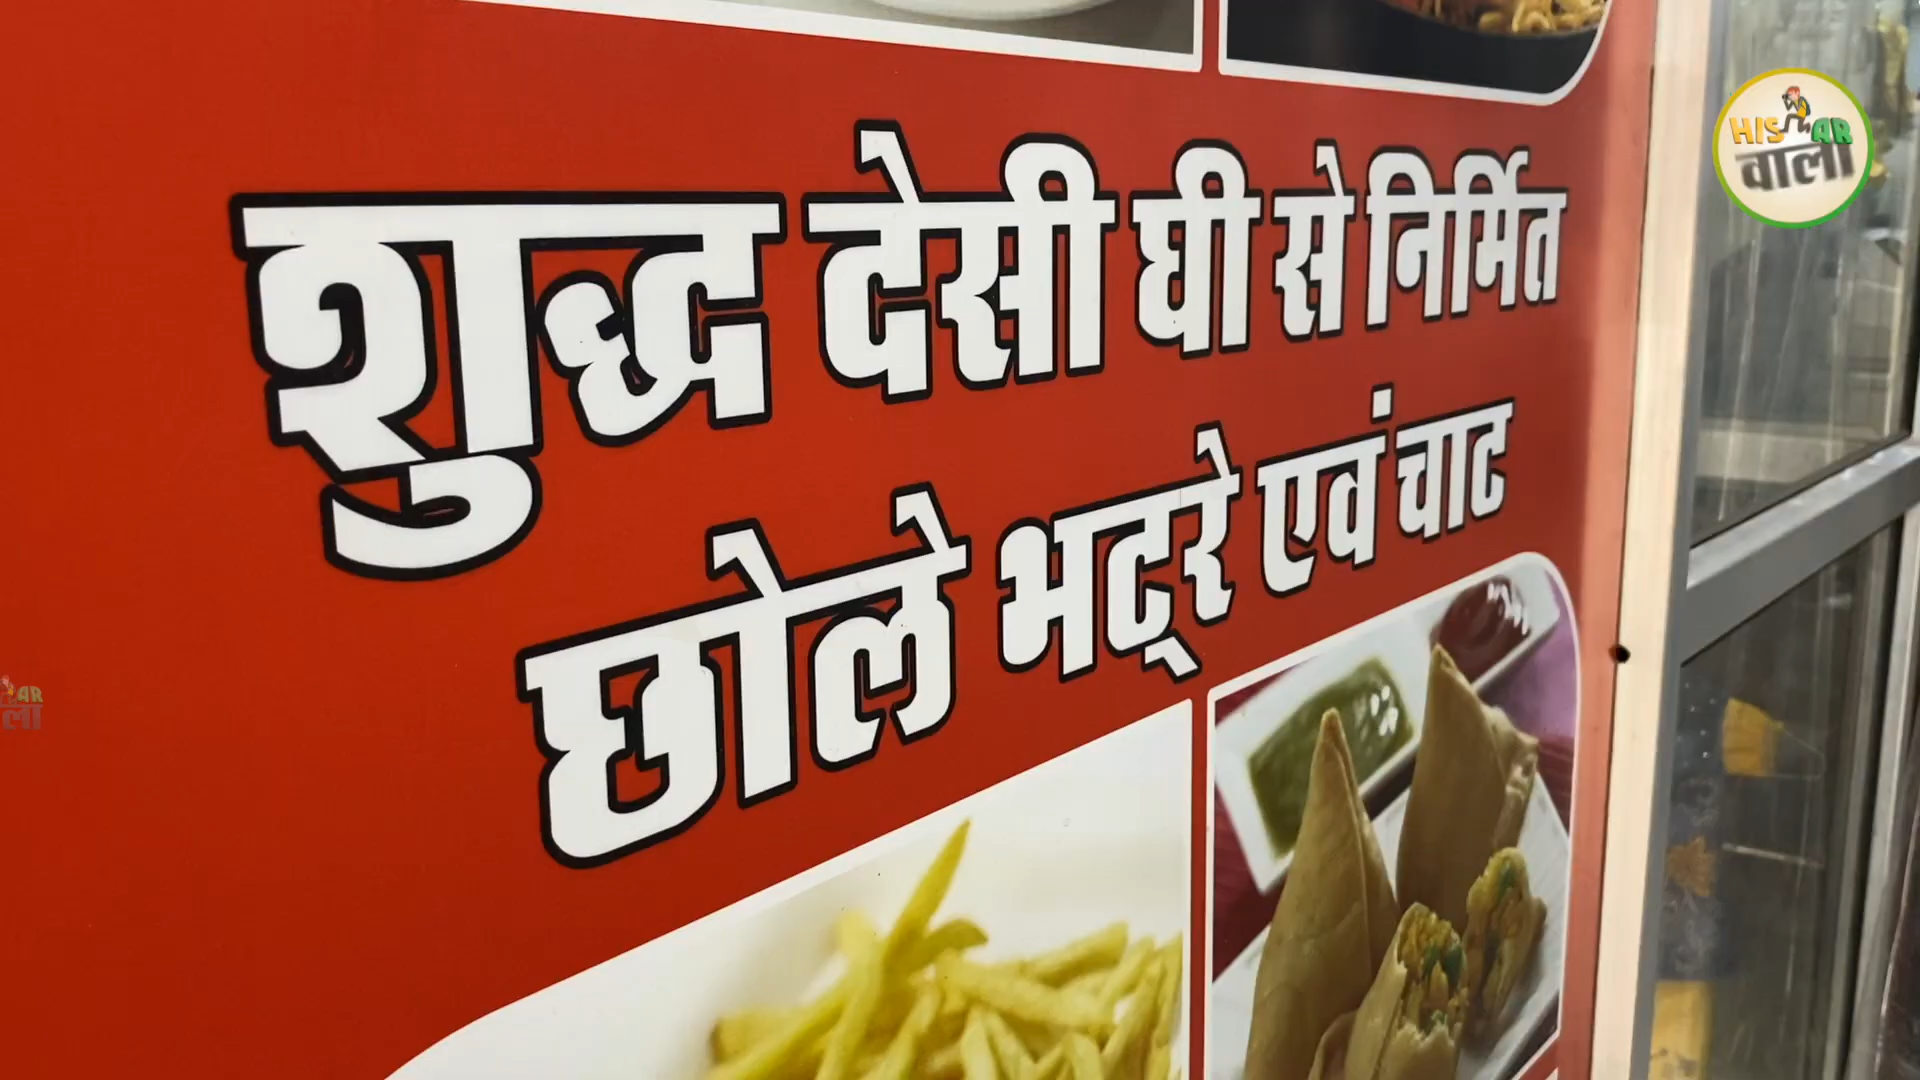 शुद्ध देसी घी से निर्मित
छोले भट्रे एवं चाट
HISAR
वाला